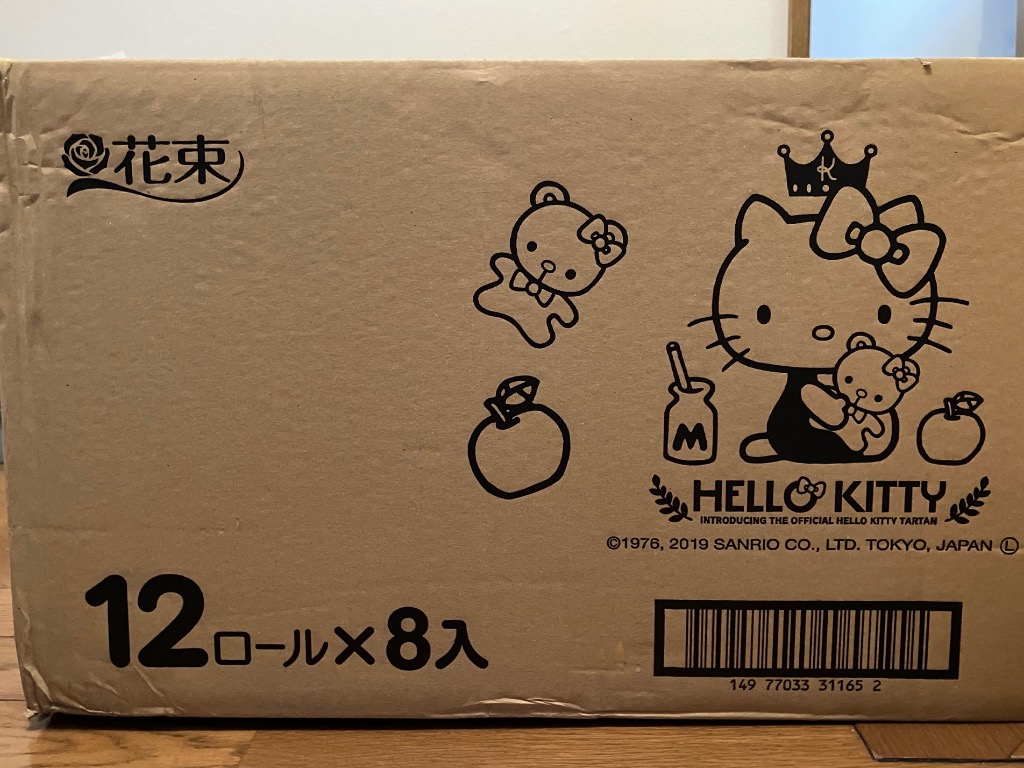 花束
K
M
HELLO KITTY
INTRODUCING THE OFFICIAL HELLO KITTY TARTAN
©1976, 2019 SANRIO CO., LTD. TOKYO, JAPAN Ⓛ
12ロール×8入
149 77033 31165 2